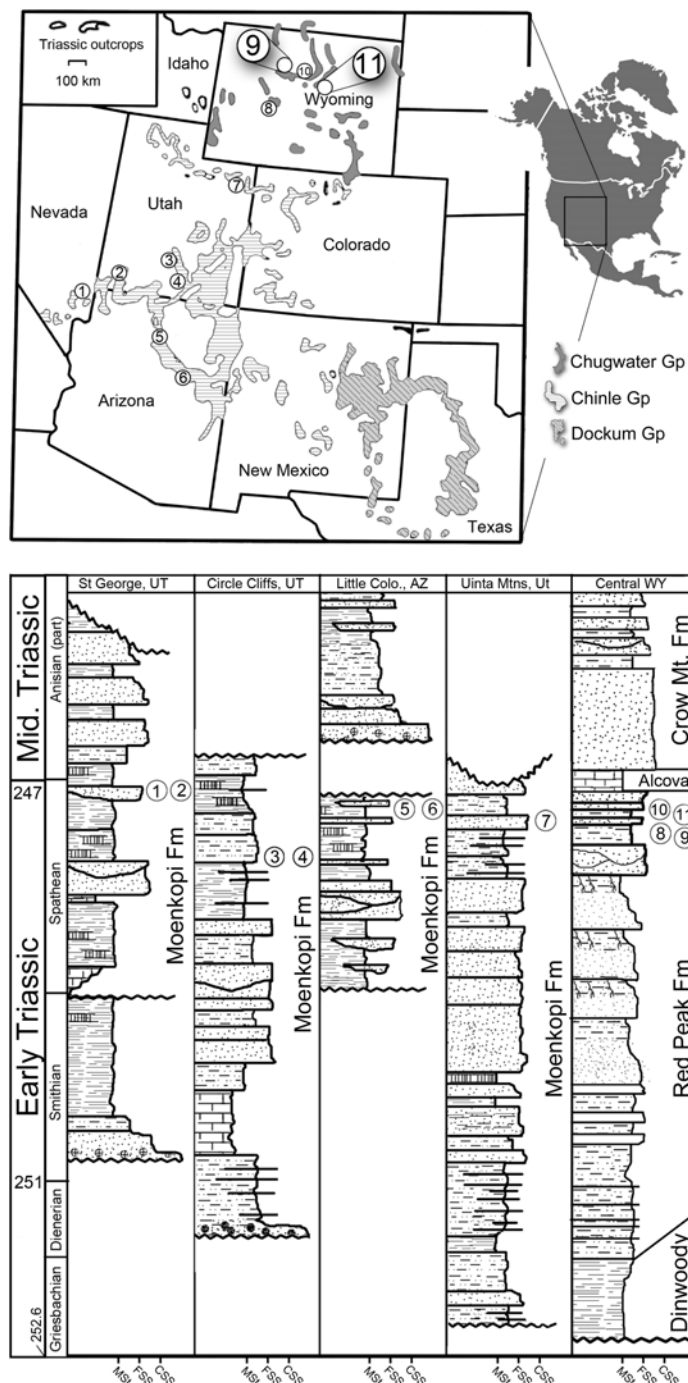 Triassic outcrops
100 km
Idaho
9
10
11
Wyoming
8
Nevada
Utah
7
Colorado
3
2
4
1
5
6
Arizona
New Mexico
Texas
Chugwater Gp
Chinle Gp
Dockum Gp
St George, UT
Circle Cliffs, UT
Little Colo., AZ
Uinta Mtns, Ut
Central WY
Mid. Triassic
Anisian (part)
Crow Mt. Fm
Alcova
247
1 2
5 6
7
10 11
8 9
3 4
Early Triassic
Spathean
Moenkopi Fm
Moenkopi Fm
Moenkopi Fm
Moenkopi Fm
Red Peak Fm
Smithian
251
Dienerian
Griesbachian
252.6
Dinwoody
MSt FSs CSs
MSt FSs CSs
MSt FSs CSs
MSt FSs CSs
MSt FSs CSs